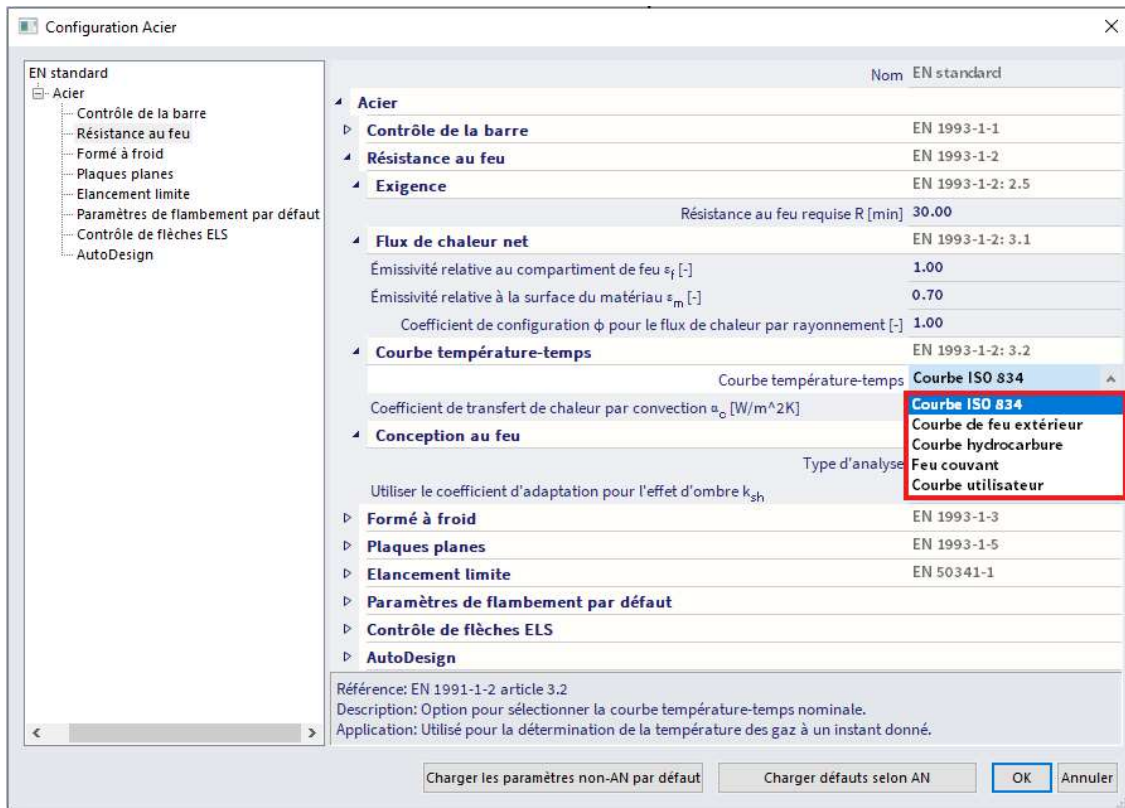 Configuration Acier
EN standard
Acier
Contrôle de la barre
Résistance au feu
Formé à froid
Plaques planes
Elancement limite
Paramètres de flambement par défaut
Contrôle de flèches ELS
AutoDesign
Nom EN standard
Acier
Contrôle de la barre EN 1993-1-1
Résistance au feu EN 1993-1-2
Exigence EN 1993-1-2: 2.5
Résistance au feu requise R [min] 30.00
Flux de chaleur net EN 1993-1-2: 3.1
Émissivité relative au compartiment de feu εf [-] 1.00
Émissivité relative à la surface du matériau εm [-] 0.70
Coefficient de configuration ϕ pour le flux de chaleur par rayonnement [-] 1.00
Courbe température-temps EN 1993-1-2: 3.2
Courbe température-temps Courbe ISO 834
Coefficient de transfert de chaleur par convection αc [W/m^2K]
Courbe ISO 834
Courbe de feu extérieur
Courbe hydrocarbure
Feu couvant
Courbe utilisateur
Conception au feu
Type d'analyse
Utiliser le coefficient d'adaptation pour l'effet d'ombre ksh
Formé à froid EN 1993-1-3
Plaques planes EN 1993-1-5
Elancement limite EN 50341-1
Paramètres de flambement par défaut
Contrôle de flèches ELS
AutoDesign
Référence: EN 1991-1-2 article 3.2
Description: Option pour sélectionner la courbe température-temps nominale.
Application: Utilisé pour la détermination de la température des gaz à un instant donné.
Charger les paramètres non-AN par défaut Charger défauts selon AN OK Annuler